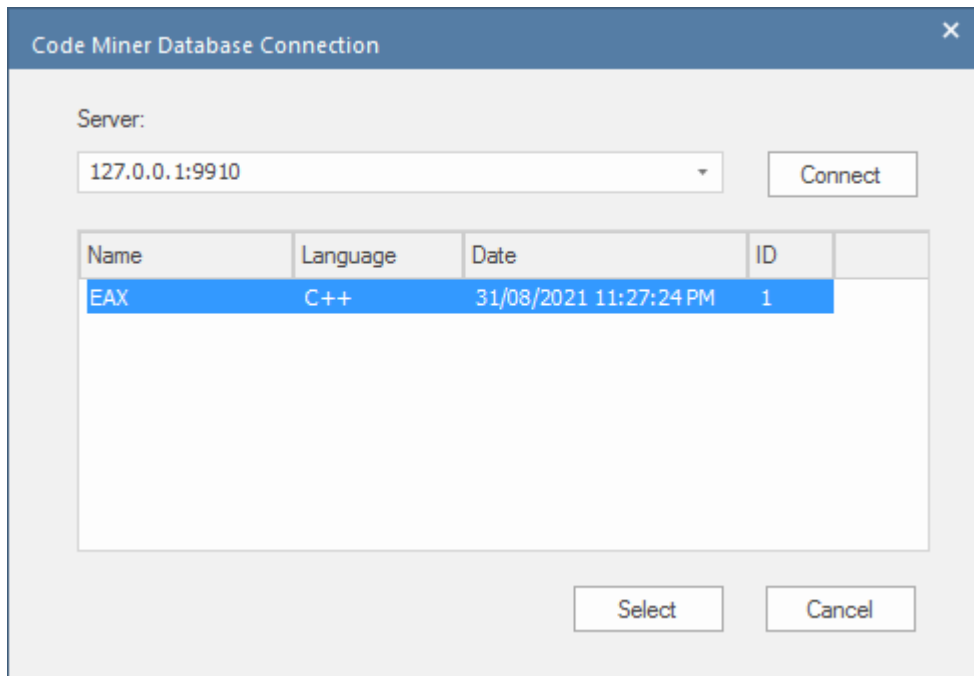 Code Miner Database Connection
Server:
127.0.0.1:9910
Connect
Name Language Date ID
EAX C++ 31/08/2021 11:27:24 PM 1
Select Cancel